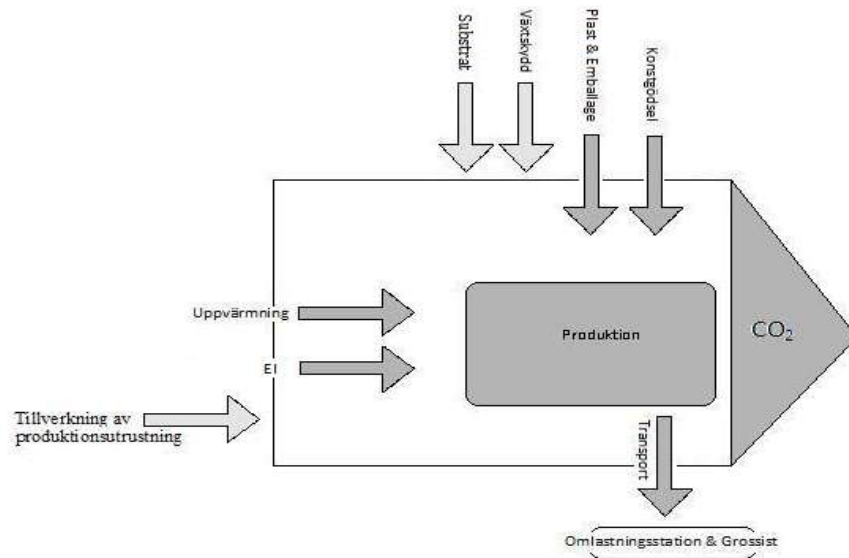 Substrat
Växtskydd
Plast & Emballage
Konstgödsel
Uppvärmning
Produktion
CO₂
El
Tillverkning av
produktionsutrustning
Transport
Omlastningsstation & Grossist